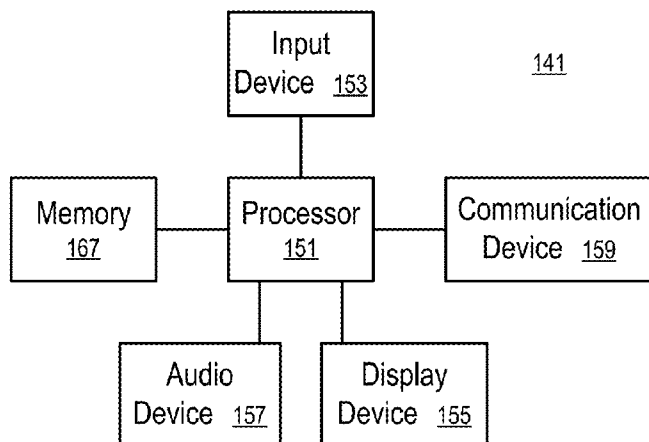 Input
Device 153
141
Memory
167
Processor
151
Communication
Device 159
Audio
Device 157
Display
Device 155